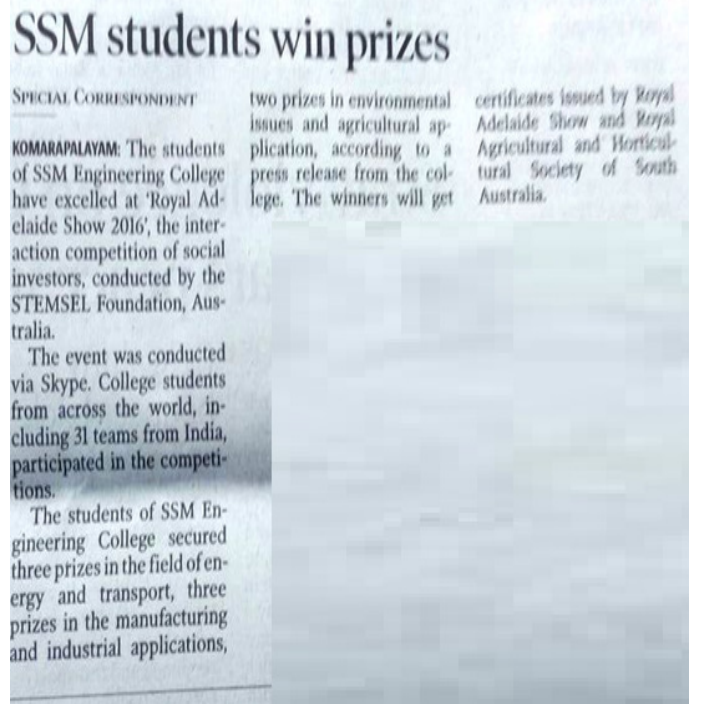 SSM students win prizes
SPECIAL CORRESPONDENT
KOMARAPALAYAM: The students
of SSM Engineering College
have excelled at 'Royal Ad-
elaide Show 2016', the inter-
action competition of social
investors, conducted by the
STEMSEL Foundation, Aus-
tralia.
The event was conducted
via Skype. College students
from across the world, in-
cluding 31 teams from India,
participated in the competi-
tions.
The students of SSM En-
gineering College secured
three prizes in the field of en-
ergy and transport, three
prizes in the manufacturing
and industrial applications,
two prizes in environmental
issues and agricultural ap-
plication, according to a
press release from the col-
lege. The winners will get
certificates issued by Royal
Adelaide Show and Royal
Agricultural and Horticul-
tural Society of South
Australia.